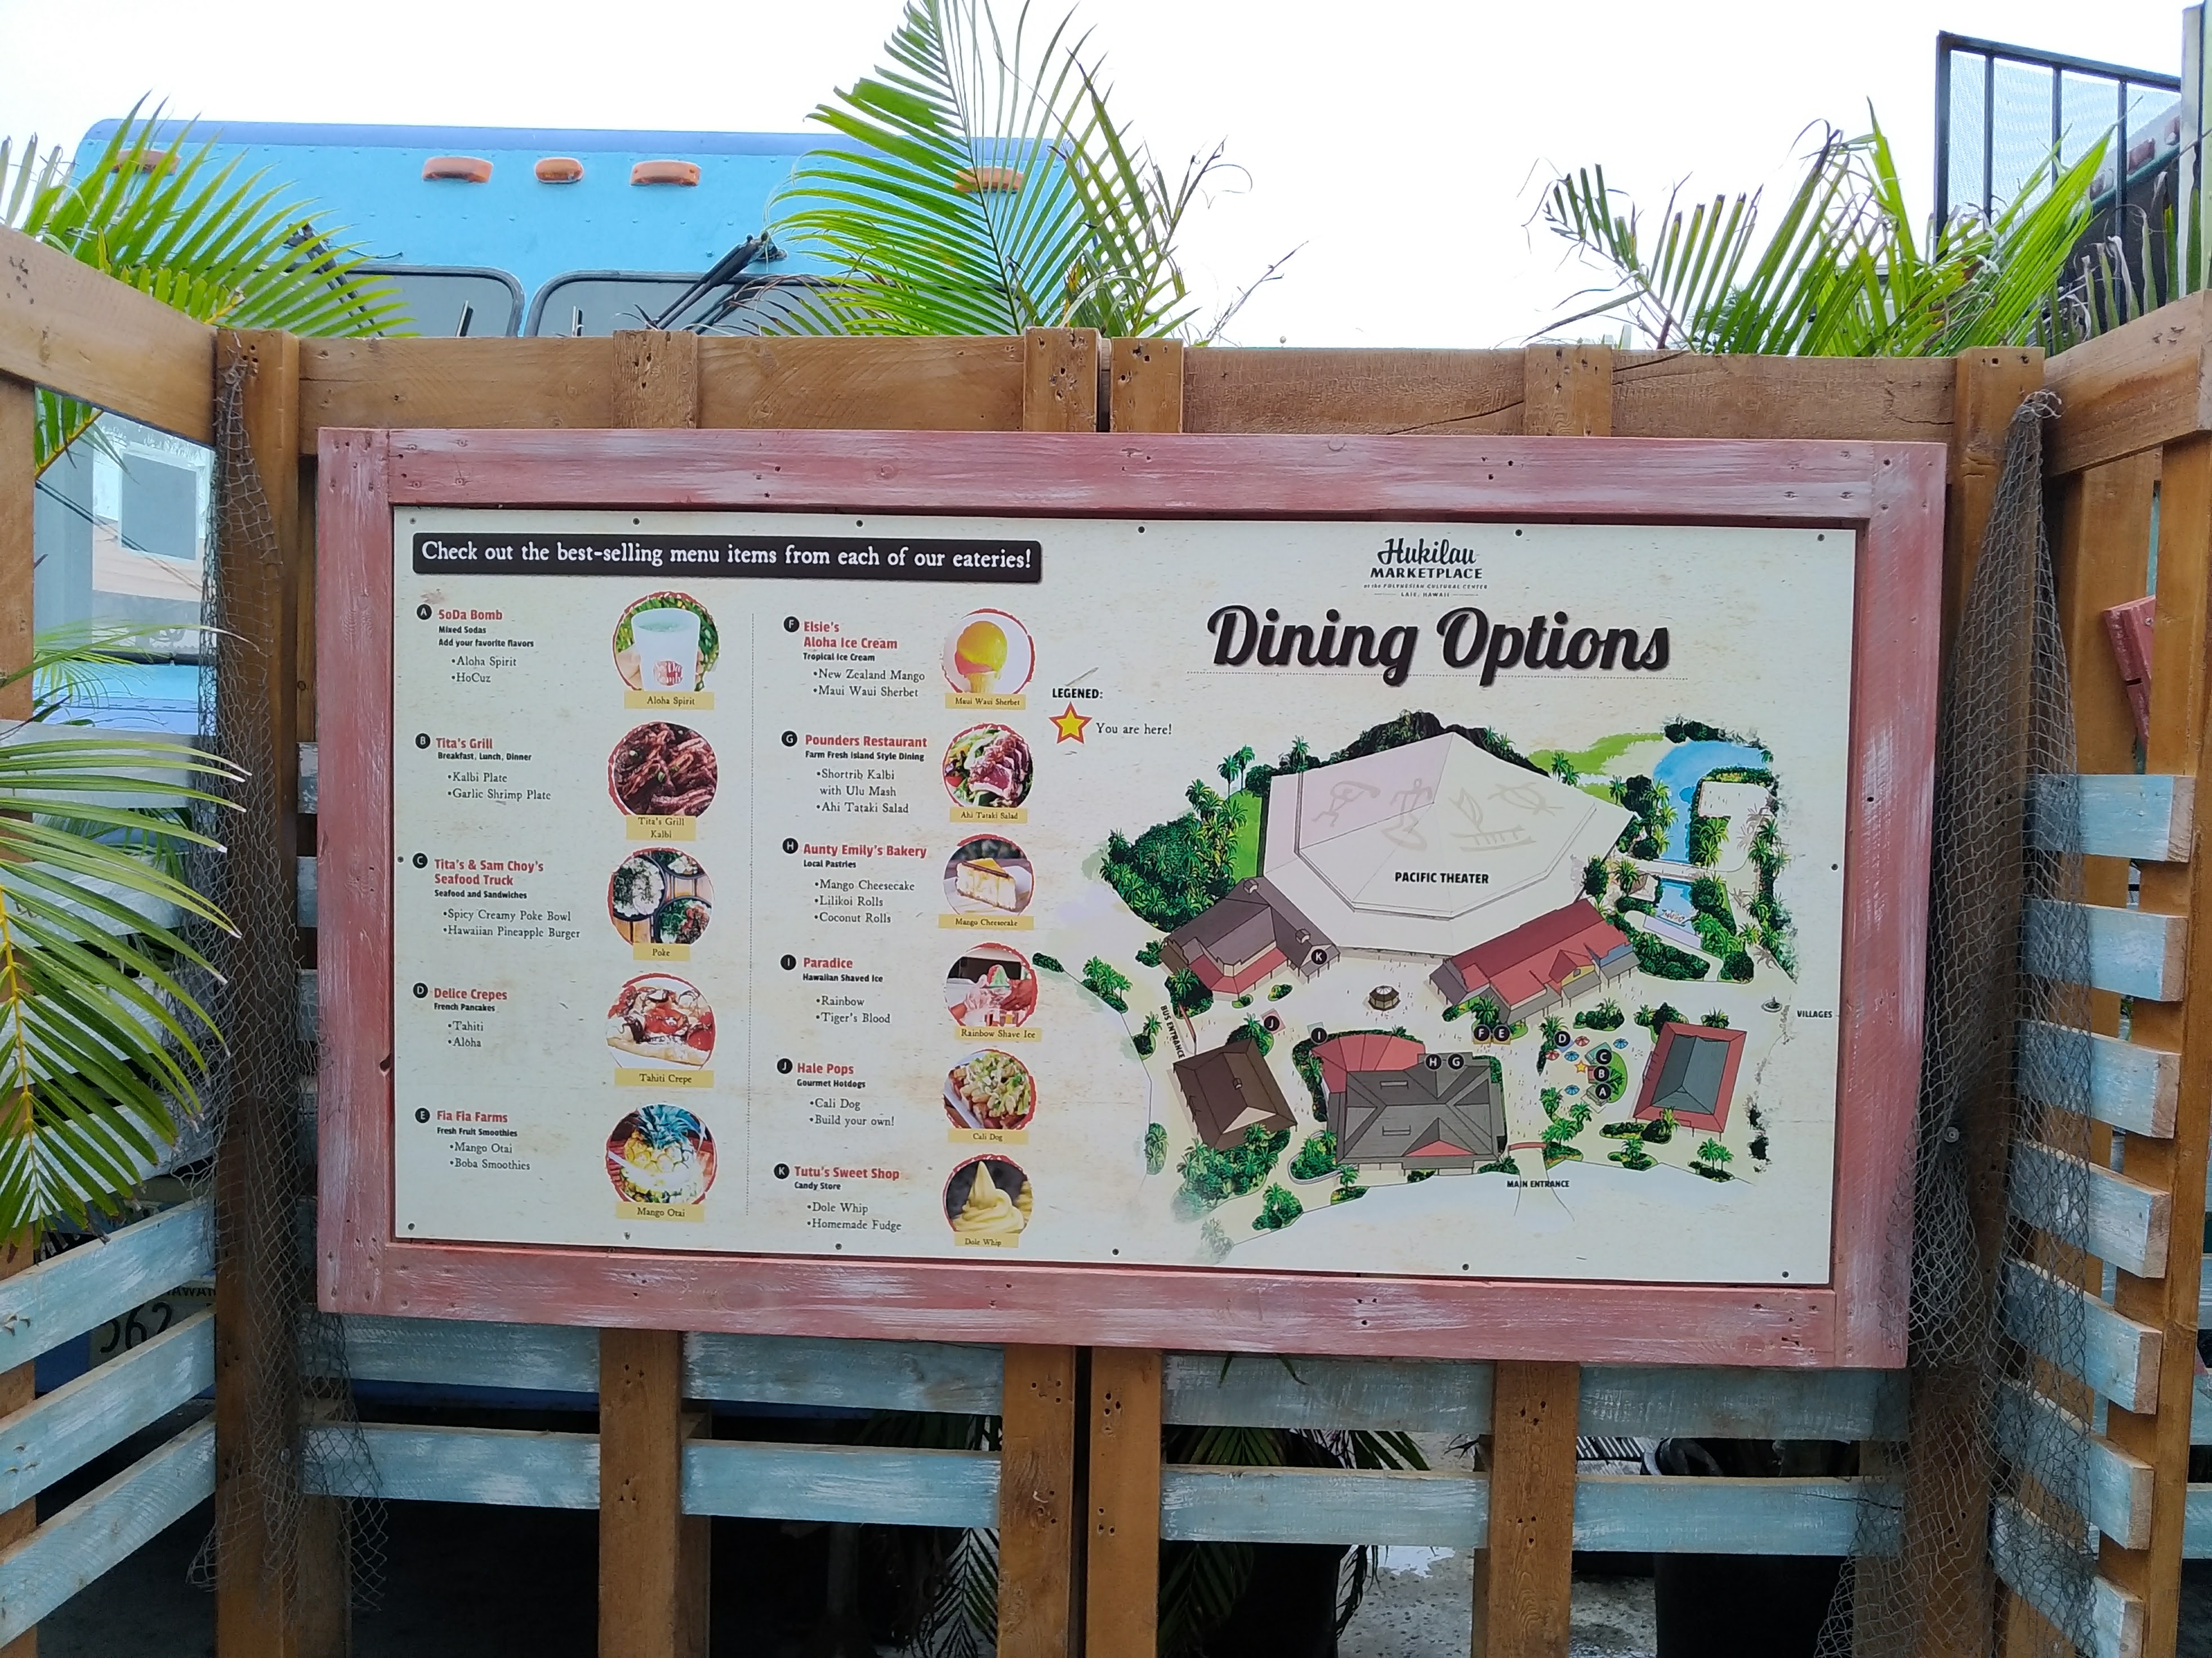 Check out the best-selling menu items from each of our eateries!
A SoDa Bomb
Mixed Sodas
Add your favorite flavors
•Aloha Spirit
•HoCuz
Aloha Spirit
B Tita's Grill
Breakfast, Lunch, Dinner
•Kalbi Plate
•Garlic Shrimp Plate
Tita's Grill
Kalbi
C Tita's & Sam Choy's
Seafood Truck
Seafood and Sandwiches
•Spicy Creamy Poke Bowl
•Hawaiian Pineapple Burger
Poke
D Delice Crepes
French Pancakes
•Tahiti
•Aloha
Tahiti Crepe
E Fia Fia Farms
Fresh Fruit Smoothies
•Mango Otai
•Boba Smoothies
Mango Otai
F Elsie's
Aloha Ice Cream
Tropical Ice Cream
•New Zealand Mango
•Maui Waui Sherbet
Maui Waui Sherbet
G Pounders Restaurant
Farm Fresh Island Style Dining
•Shortrib Kalbi
with Ulu Mash
•Ahi Tataki Salad
Ahi Tataki Salad
H Aunty Emily's Bakery
Local Pastries
•Mango Cheesecake
•Lilikoi Rolls
•Coconut Rolls
Mango Cheesecake
I Paradice
Hawaiian Shaved Ice
•Rainbow
•Tiger's Blood
Rainbow Shave Ice
J Hale Pops
Gourmet Hotdogs
•Cali Dog
•Build your own!
Cali Dog
K Tutu's Sweet Shop
Candy Store
•Dole Whip
•Homemade Fudge
Dole Whip
Hukilau
MARKETPLACE
at the POLYNESIAN CULTURAL CENTER
LAIE, HAWAII
Dining Options
LEGENED:
You are here!
PACIFIC THEATER
K
BUS ENTRANCE
VILLAGES
J
I
F E
D
H G
C
B
A
MAIN ENTRANCE